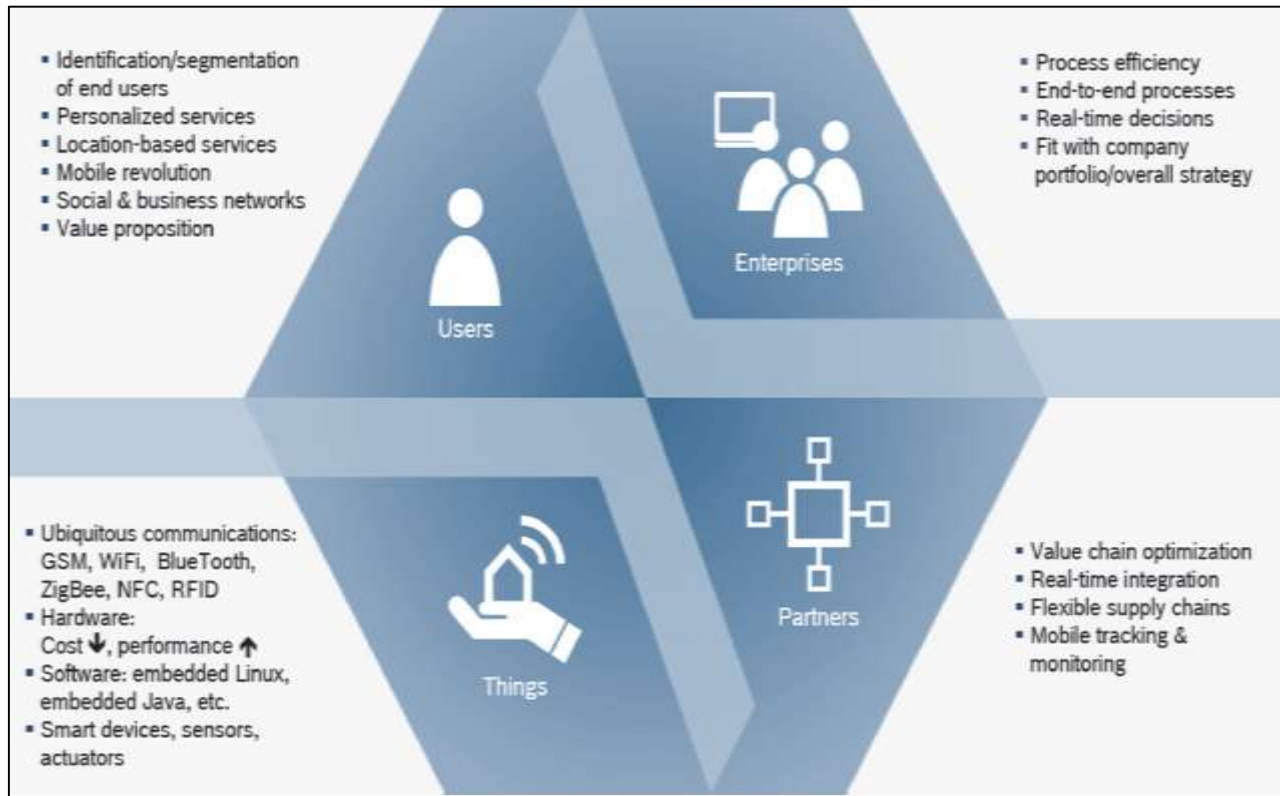 ▪ Identification/segmentation
of end users
▪ Personalized services
▪ Location-based services
▪ Mobile revolution
▪ Social & business networks
▪ Value proposition
Users
▪ Process efficiency
▪ End-to-end processes
▪ Real-time decisions
▪ Fit with company
portfolio/overall strategy
Enterprises
▪ Ubiquitous communications:
GSM, WiFi, BlueTooth,
ZigBee, NFC, RFID
▪ Hardware:
Cost ↓, performance ↑
▪ Software: embedded Linux,
embedded Java, etc.
▪ Smart devices, sensors,
actuators
Things
▪ Value chain optimization
▪ Real-time integration
▪ Flexible supply chains
▪ Mobile tracking &
monitoring
Partners